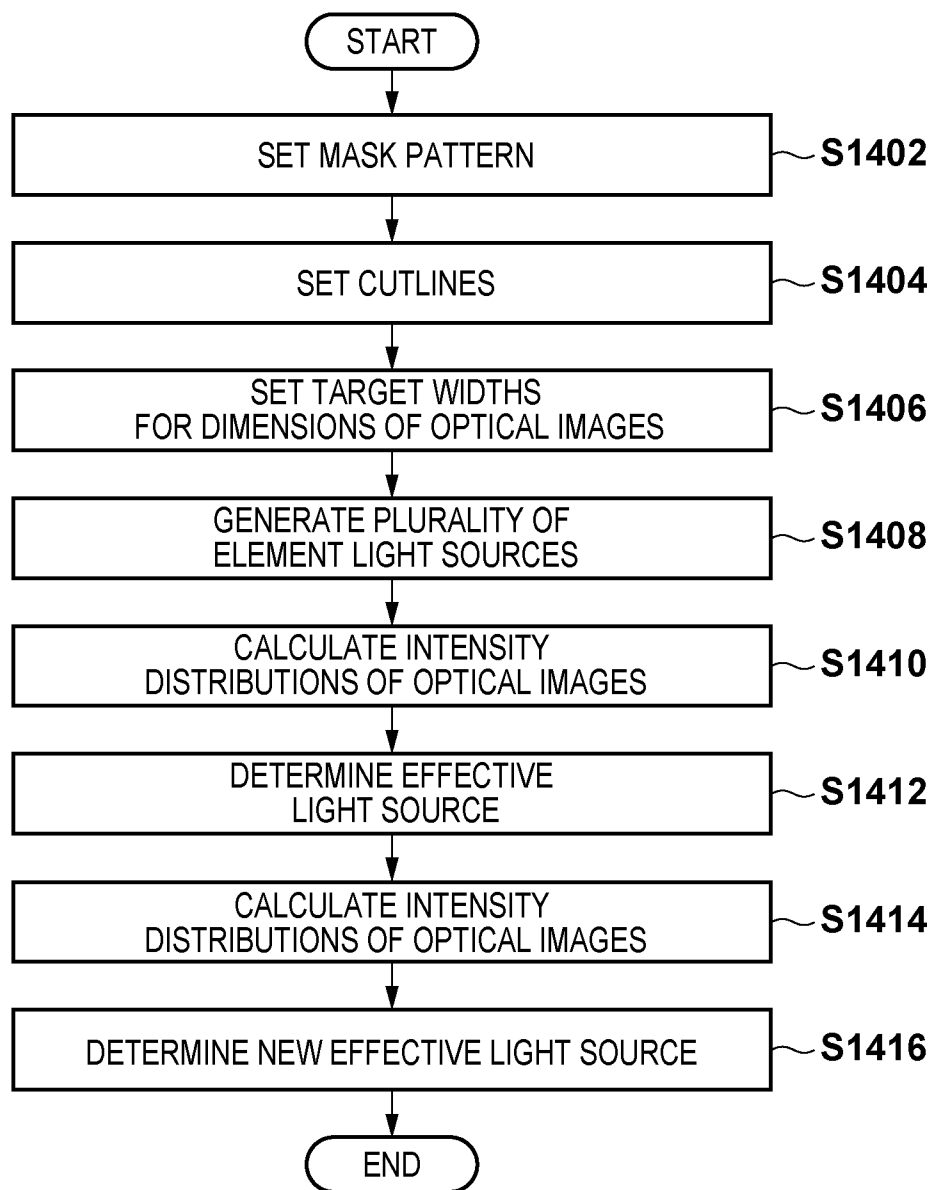 START
SET MASK PATTERN
S1402
SET CUTLINES
S1404
SET TARGET WIDTHS
FOR DIMENSIONS OF OPTICAL IMAGES
S1406
GENERATE PLURALITY OF
ELEMENT LIGHT SOURCES
S1408
CALCULATE INTENSITY
DISTRIBUTIONS OF OPTICAL IMAGES
S1410
DETERMINE EFFECTIVE
LIGHT SOURCE
S1412
CALCULATE INTENSITY
DISTRIBUTIONS OF OPTICAL IMAGES
S1414
DETERMINE NEW EFFECTIVE LIGHT SOURCE
S1416
END